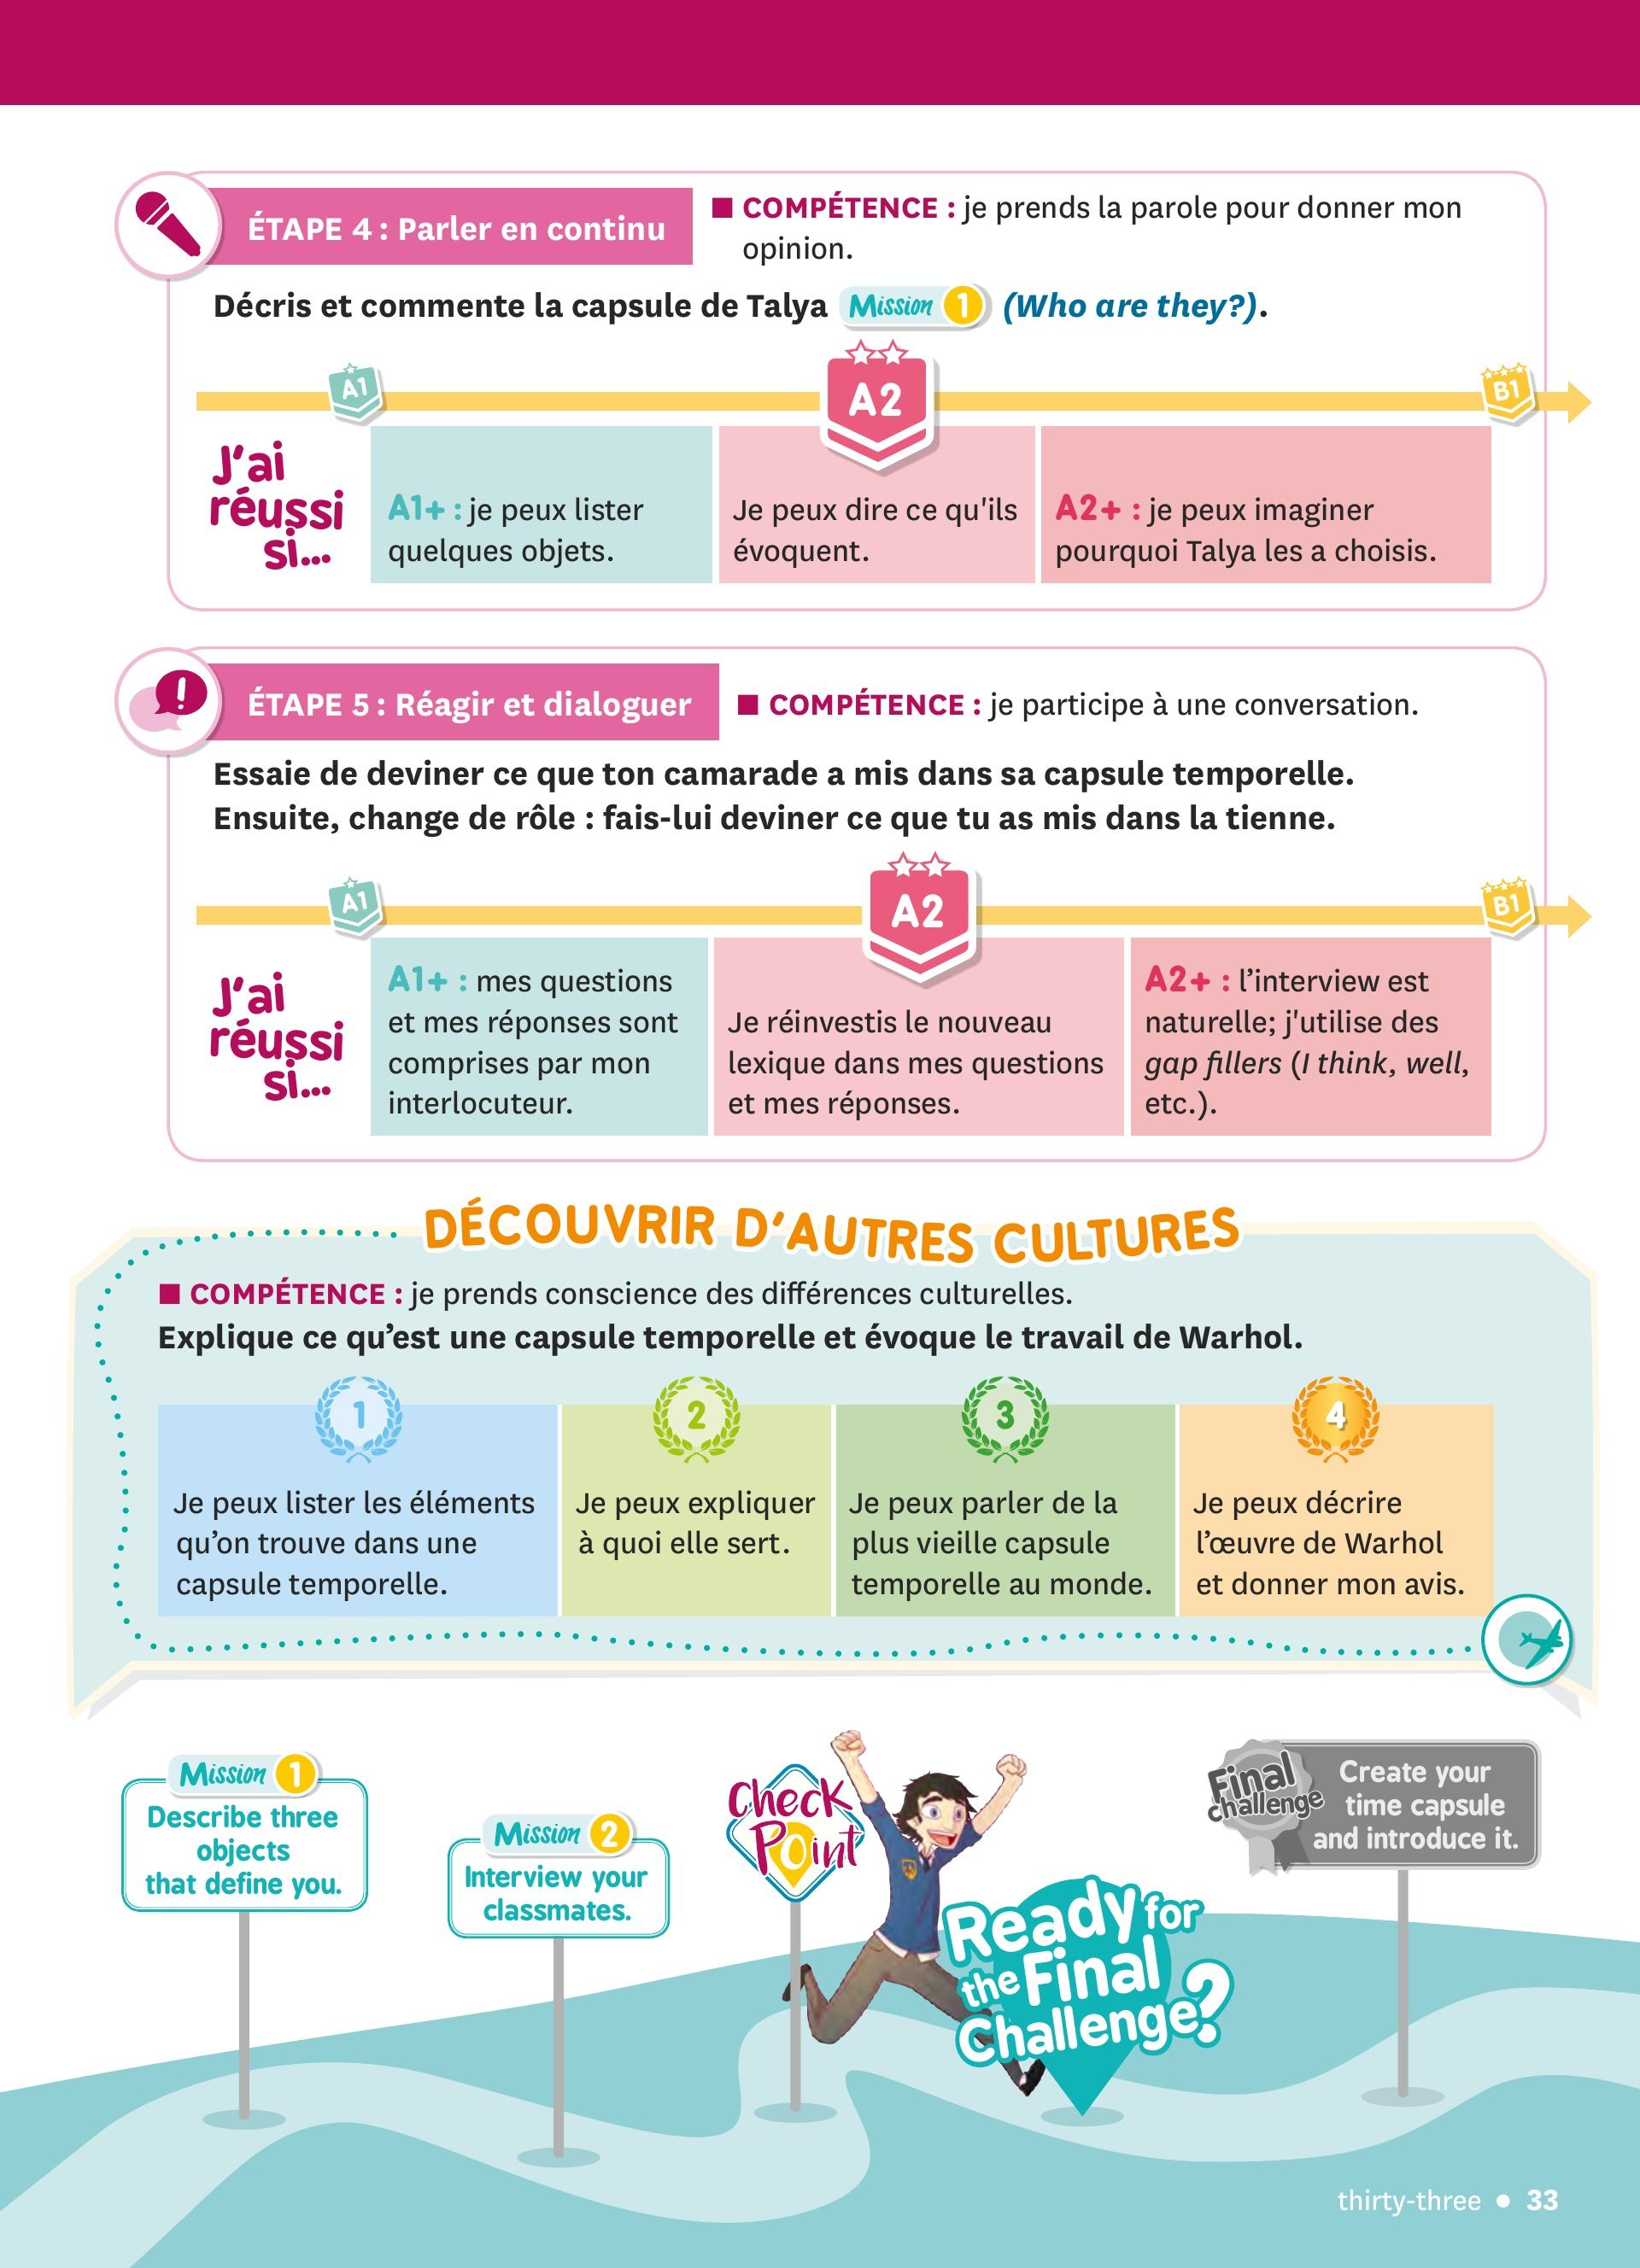 ÉTAPE 4 : Parler en continu
■ COMPÉTENCE : je prends la parole pour donner mon
opinion.
Décris et commente la capsule de Talya Mission 1 (Who are they?).
A1
A2
B1
J'ai
réussi
si...
A1+ : je peux lister
quelques objets.
Je peux dire ce qu'ils
évoquent.
A2+ : je peux imaginer
pourquoi Talya les a choisis.
!
ÉTAPE 5 : Réagir et dialoguer
■ COMPÉTENCE : je participe à une conversation.
Essaie de deviner ce que ton camarade a mis dans sa capsule temporelle.
Ensuite, change de rôle : fais-lui deviner ce que tu as mis dans la tienne.
A1
A2
B1
J'ai
réussi
si...
A1+ : mes questions
et mes réponses sont
comprises par mon
interlocuteur.
Je réinvestis le nouveau
lexique dans mes questions
et mes réponses.
A2+ : l’interview est
naturelle; j'utilise des
gap fillers (I think, well,
etc.).
DÉCOUVRIR D’AUTRES CULTURES
■ COMPÉTENCE : je prends conscience des différences culturelles.
Explique ce qu’est une capsule temporelle et évoque le travail de Warhol.
1
Je peux lister les éléments
qu’on trouve dans une
capsule temporelle.
2
Je peux expliquer
à quoi elle sert.
3
Je peux parler de la
plus vieille capsule
temporelle au monde.
4
Je peux décrire
l’œuvre de Warhol
et donner mon avis.
Mission 1
Describe three
objects
that define you.
Mission 2
Interview your
classmates.
Check
Point
Ready for
the Final
Challenge?
Final
challenge
Create your
time capsule
and introduce it.
thirty-three • 33